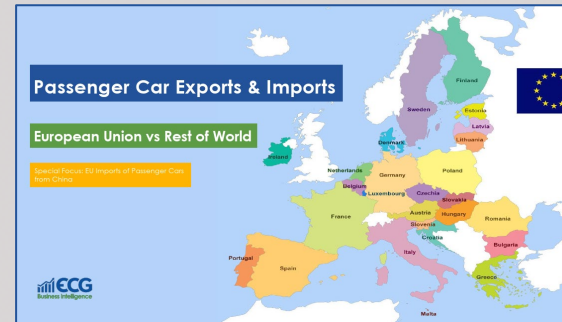 Passenger Car Exports & Imports
European Union vs Rest of World
Special Focus: EU Imports of Passenger Cars
from China
Finland
Sweden
Estonia
Latvia
Lithuania
Denmark
Ireland
Netherlands
Poland
Germany
Belgium
Luxembourg
Czechia
Slovakia
France
Austria
Hungary
Slovenia
Romania
Croatia
Italy
Bulgaria
Portugal
Spain
Greece
Malta
ECG
Business Intelligence